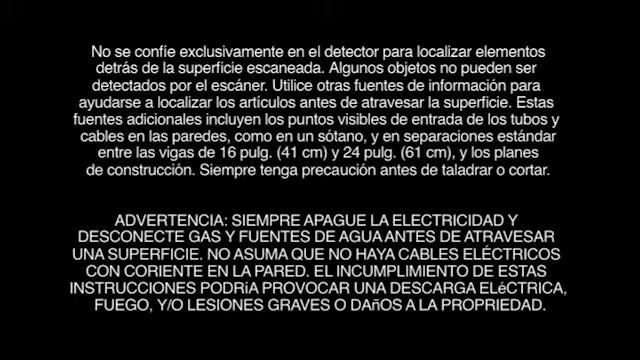 No se confíe exclusivamente en el detector para localizar elementos
detrás de la superficie escaneada. Algunos objetos no pueden ser
detectados por el escáner. Utilice otras fuentes de información para
ayudarse a localizar los artículos antes de atravesar la superficie. Estas
fuentes adicionales incluyen los puntos visibles de entrada de los tubos y
cables en las paredes, como en un sótano, y en separaciones estándar
entre las vigas de 16 pulg. (41 cm) y 24 pulg. (61 cm), y los planes
de construcción. Siempre tenga precaución antes de taladrar o cortar.
ADVERTENCIA: SIEMPRE APAGUE LA ELECTRICIDAD Y
DESCONECTE GAS Y FUENTES DE AGUA ANTES DE ATRAVESAR
UNA SUPERFICIE. NO ASUMA QUE NO HAYA CABLES ELÉCTRICOS
CON CORIENTE EN LA PARED. EL INCUMPLIMIENTO DE ESTAS
INSTRUCCIONES PODRíA PROVOCAR UNA DESCARGA ELéCTRICA,
FUEGO, Y/O LESIONES GRAVES O DAñOS A LA PROPRIEDAD.